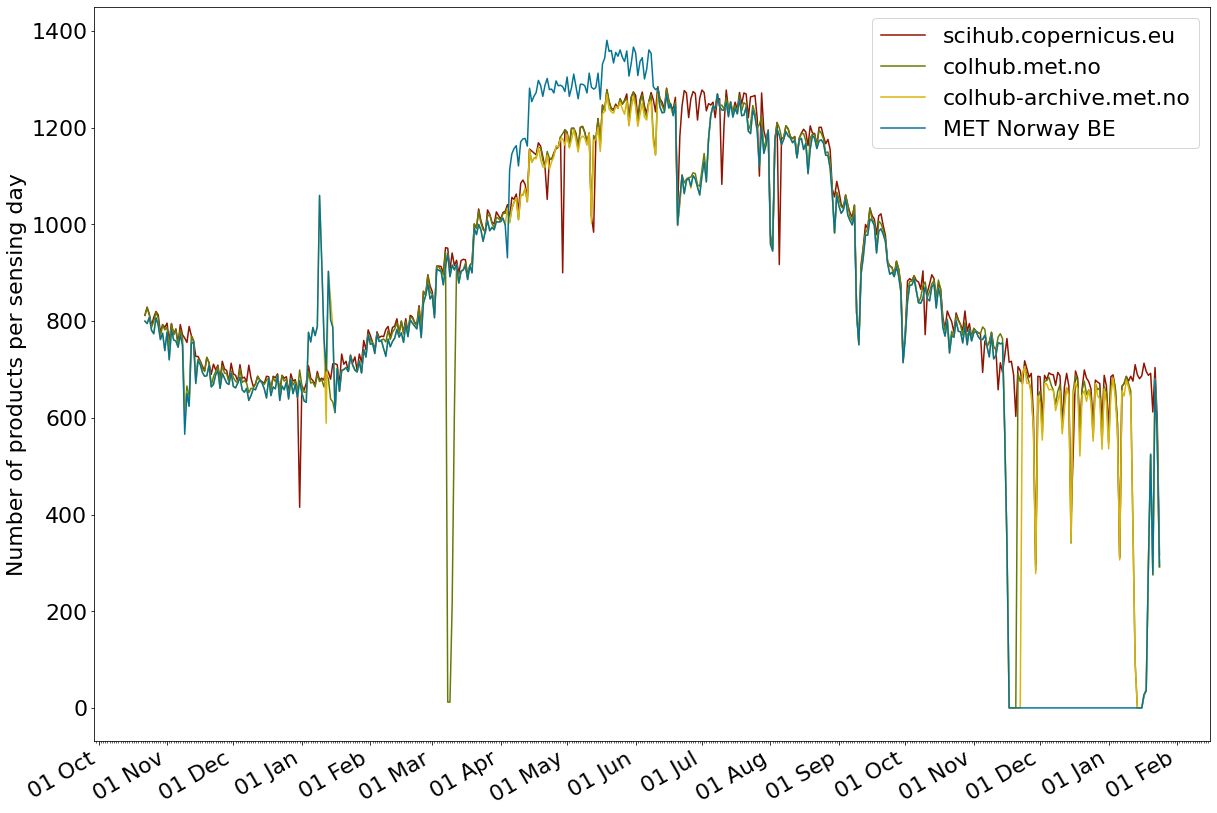 Number of products per sensing day
1400
1200
1000
800
600
400
200
0
scihub.copernicus.eu
colhub.met.no
colhub-archive.met.no
MET Norway BE
01 Oct
01 Nov
01 Dec
01 Jan
01 Feb
01 Mar
01 Apr
01 May
01 Jun
01 Jul
01 Aug
01 Sep
01 Oct
01 Nov
01 Dec
01 Jan
01 Feb